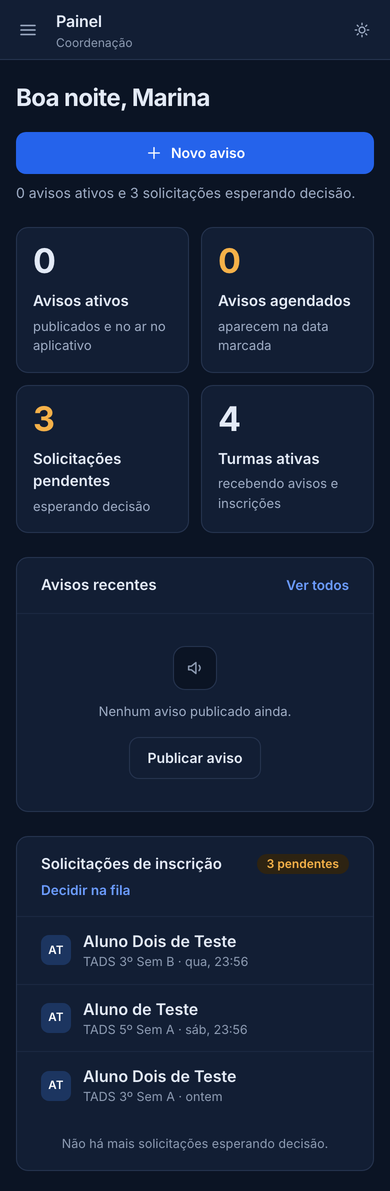 Painel
Coordenação
Boa noite, Marina
Novo aviso
0 avisos ativos e 3 solicitações esperando decisão.
0
Avisos ativos
publicados e no ar no
aplicativo
0
Avisos agendados
aparecem na data
marcada
3
Solicitações
pendentes
esperando decisão
4
Turmas ativas
recebendo avisos e
inscrições
Avisos recentes
Ver todos
Nenhum aviso publicado ainda.
Publicar aviso
Solicitações de inscrição
3 pendentes
Decidir na fila
AT
Aluno Dois de Teste
TADS 3º Sem B · qua, 23:56
AT
Aluno de Teste
TADS 5º Sem A · sáb, 23:56
AT
Aluno Dois de Teste
TADS 3º Sem A · ontem
Não há mais solicitações esperando decisão.